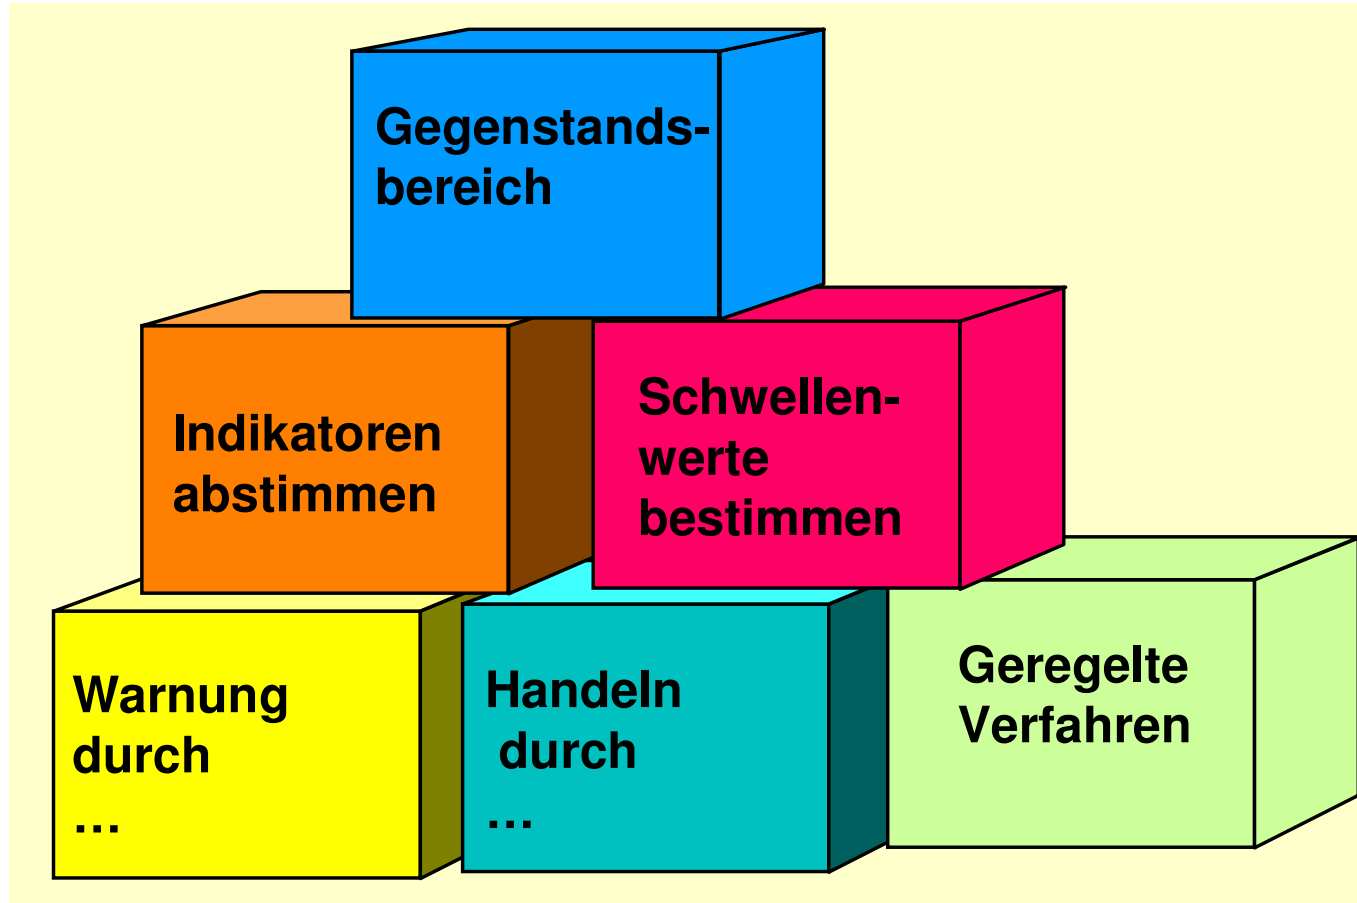 Gegenstands-
bereich
Indikatoren
abstimmen
Schwellen-
werte
bestimmen
Warnung
durch
…
Handeln
durch
…
Geregelte
Verfahren